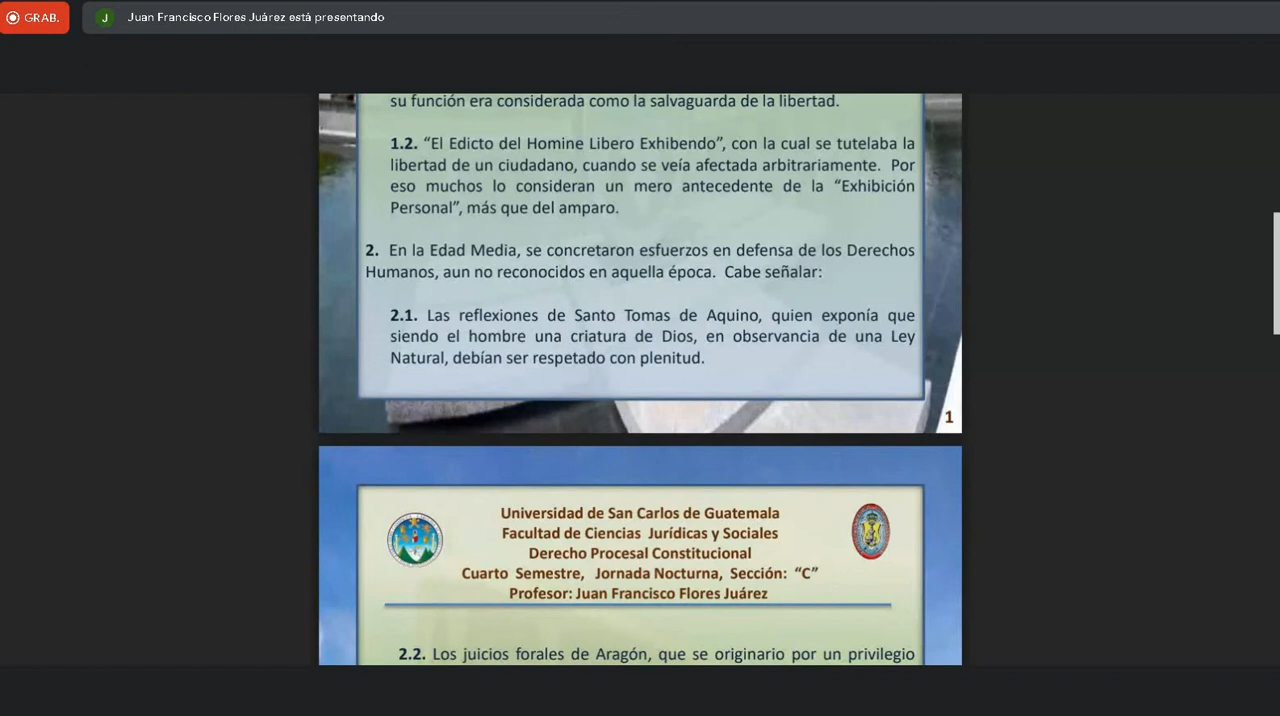 GRAB.
J
Juan Francisco Flores Juárez está presentando
su función era considerada como la salvaguarda de la libertad.
1.2. “El Edicto del Homine Libero Exhibendo”, con la cual se tutelaba la
libertad de un ciudadano, cuando se veía afectada arbitrariamente. Por
eso muchos lo consideran un mero antecedente de la “Exhibición
Personal”, más que del amparo.
2. En la Edad Media, se concretaron esfuerzos en defensa de los Derechos
Humanos, aun no reconocidos en aquella época. Cabe señalar:
2.1. Las reflexiones de Santo Tomas de Aquino, quien exponía que
siendo el hombre una criatura de Dios, en observancia de una Ley
Natural, debían ser respetado con plenitud.
1
Universidad de San Carlos de Guatemala
Facultad de Ciencias Jurídicas y Sociales
Derecho Procesal Constitucional
Cuarto Semestre, Jornada Nocturna, Sección: “C”
Profesor: Juan Francisco Flores Juárez
2.2. Los juicios forales de Aragón, que se originario por un privilegio